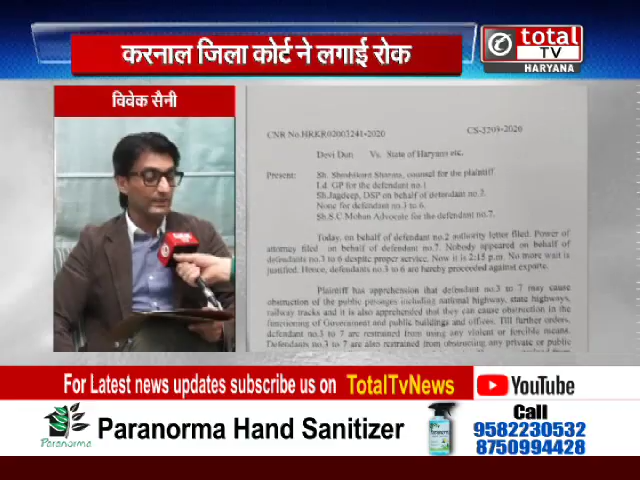 करनाल जिला कोर्ट ने लगाई रोक
total
TV
HARYANA
विवेक सैनी
CNR No.HRKR02003241-2020 CS-3209-2020
Devi Dutt Vs. State of Haryana etc.
Present: Sh. Shashikant Sharma, counsel for the plaintiff
Ld. GP for the defendant no.1
Sh.Jagdeep, DSP on behalf of defendant no.2.
None for defendant no.3 to 6.
Sh.S.C.Mohan Advocate for the defendant no.7.
Today, on behalf of defendant no.2 authority letter filed. Power of
attorney filed on behalf of defendant no.7. Nobody appeared on behalf of
defendants no.3 to 6 despite proper service. Now it is 2:15 p.m. No more wait is
justified. Hence, defendants no.3 to 6 are hereby proceeded against exparte.
Plaintiff has apprehension that defendant no.3 to 7 may cause
obstruction of the public passages including national highway, state highways,
railway tracks and it is also apprehended that they can cause obstruction in the
functioning of Government and public buildings and offices. Till further orders,
defendant no.3 to 7 are restrained from using any violent or forcible means.
Defendants no.3 to 7 are also restrained from obstructing any private or public
For Latest news updates subscribe us on TotalTvNews
YouTube
Paranorma
Paranorma Hand Sanitizer
Call
9582230532
8750994428